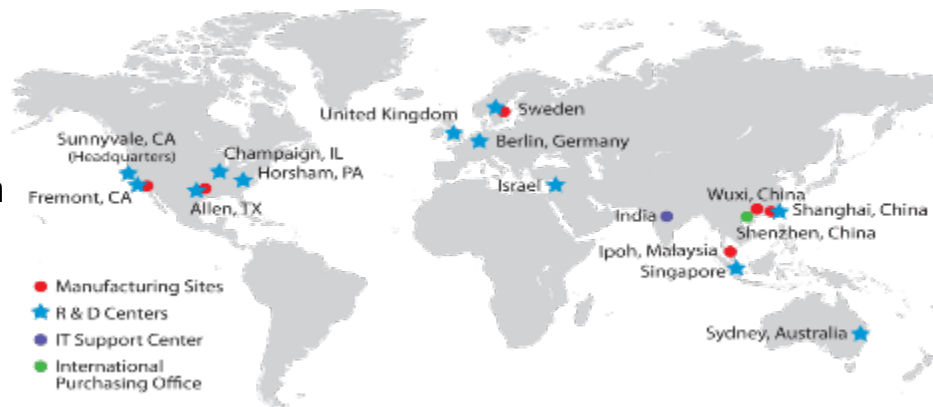 United Kingdom
Sweden
Sunnyvale, CA
(Headquarters)
Champaign, IL
Berlin, Germany
Horsham, PA
Fremont, CA
Allen, TX
Israel
Wuxi, China
India
Shanghai, China
Shenzhen, China
Ipoh, Malaysia
Singapore
Manufacturing Sites
R & D Centers
IT Support Center
Sydney, Australia
International
Purchasing Office